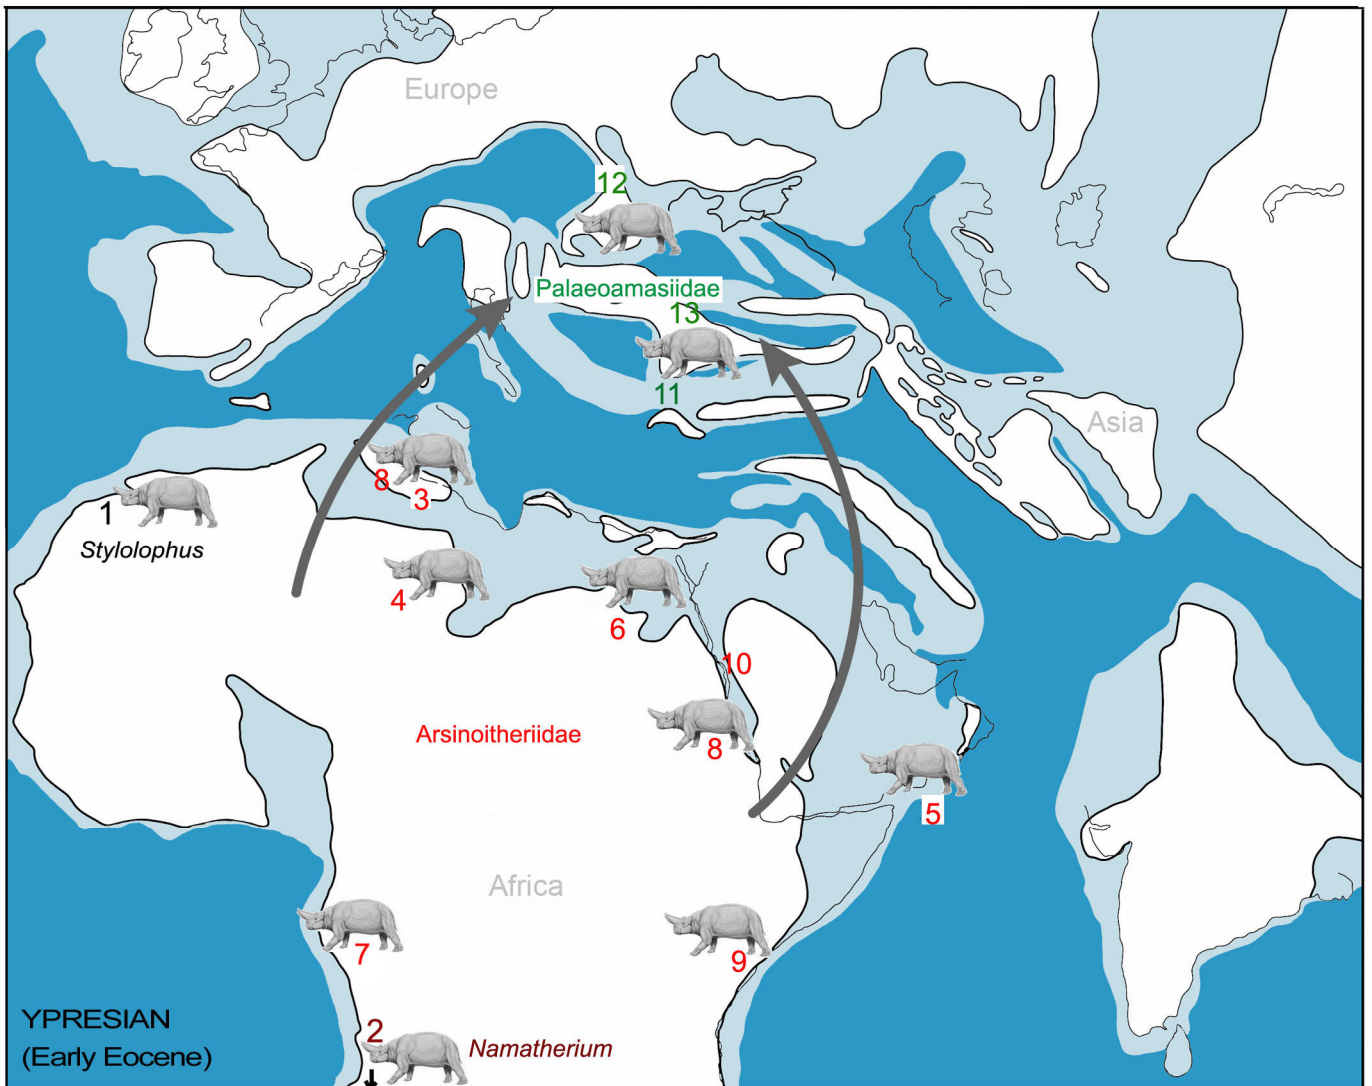 Europe
12
Palaeoamasiidae
13
11
Asia
8
3
1
Stylolophus
4
6
10
Arsinoitheriidae
8
5
Africa
7
9
2
Namatherium
YPRESIAN
(Early Eocene)